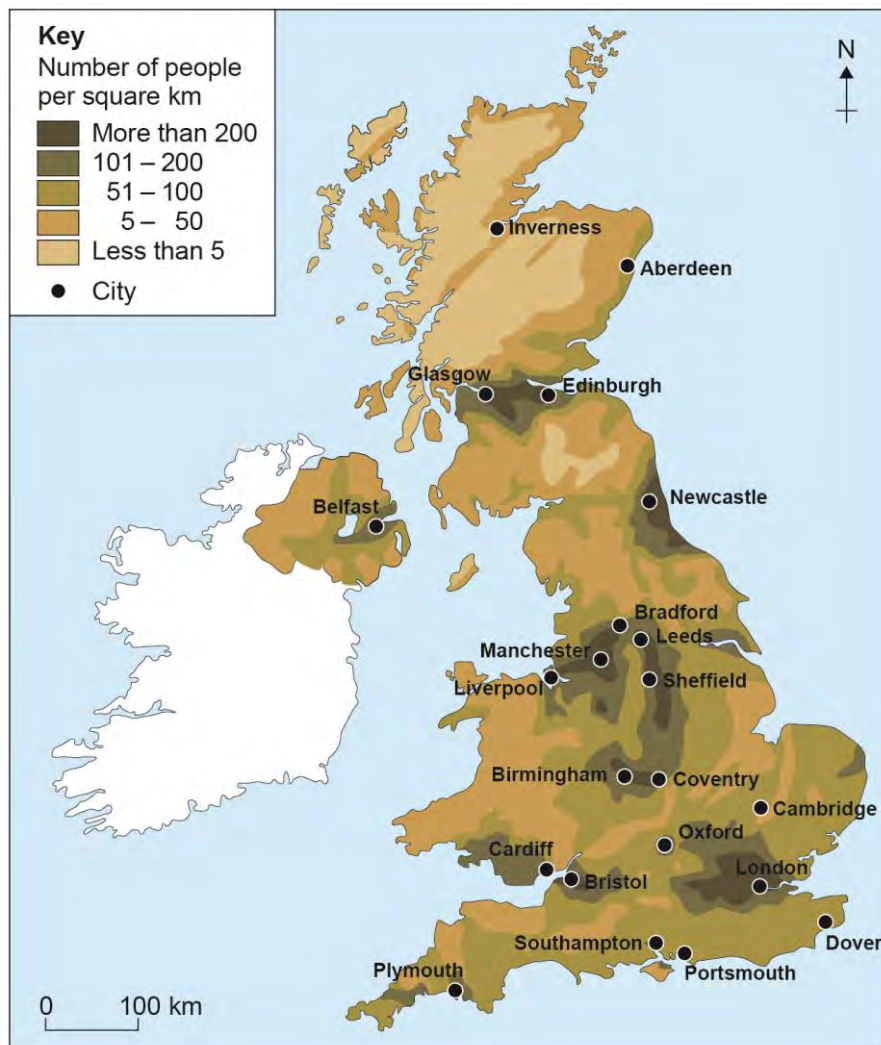 Key
Number of people
per square km
More than 200
101 – 200
51 – 100
5 – 50
Less than 5
City
N
Inverness
Aberdeen
Glasgow
Edinburgh
Newcastle
Belfast
Bradford
Leeds
Manchester
Liverpool
Sheffield
Birmingham
Coventry
Cambridge
Oxford
Cardiff
London
Bristol
Dover
Southampton
Portsmouth
Plymouth
0 100 km